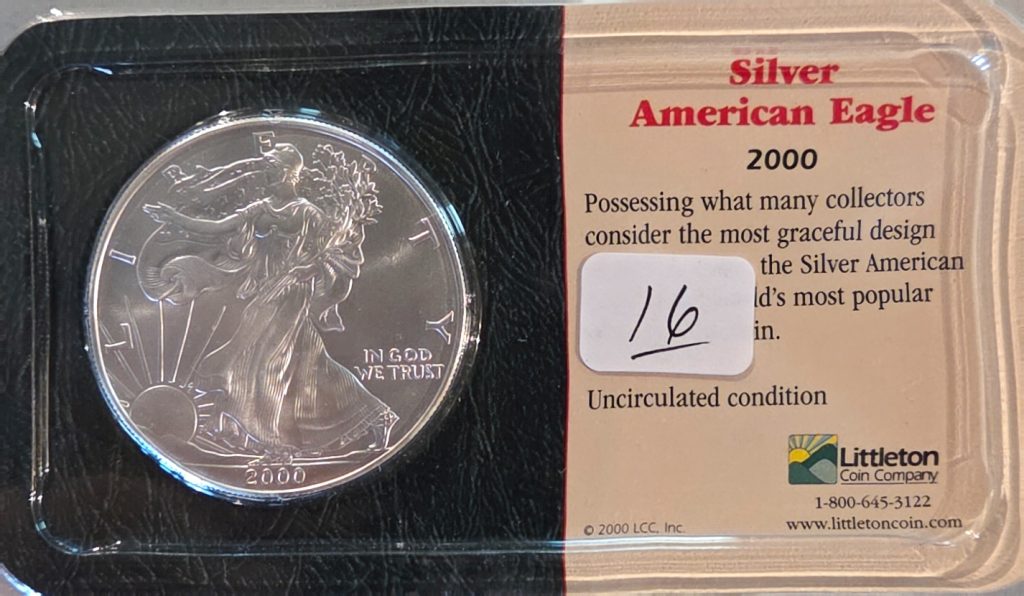 LIBERTY
IN GOD
WE TRUST
2000
Silver
American Eagle
2000
Possessing what many collectors
consider the most graceful design
the Silver American
most popular
16
Uncirculated condition
Littleton
Coin Company
1-800-645-3122
© 2000 LCC, Inc.
www.littletoncoin.com